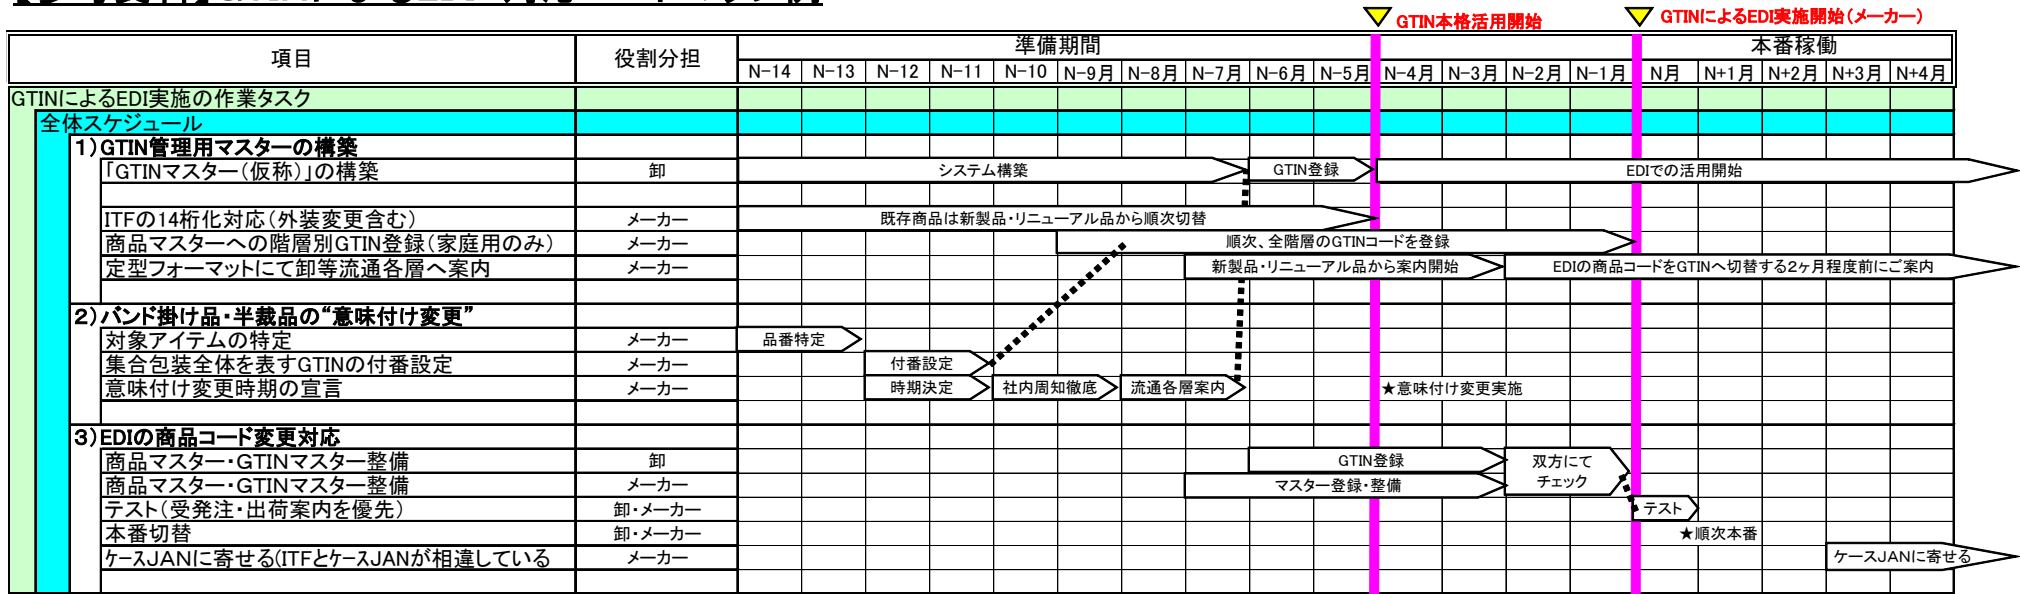 GTIN本格活用開始
GTINによるEDI実施開始(メーカー)
項目 役割分担 準備期間 本番稼働
N-14 N-13 N-12 N-11 N-10 N-9月 N-8月 N-7月 N-6月 N-5月 N-4月 N-3月 N-2月 N-1月 N月 N+1月 N+2月 N+3月 N+4月
GTINによるEDI実施の作業タスク
全体スケジュール
1)GTIN管理用マスターの構築
「GTINマスター(仮称)」の構築 卸 システム構築 GTIN登録 EDIでの活用開始
ITFの14桁化対応(外装変更含む) メーカー 既存商品は新製品・リニューアル品から順次切替
商品マスターへの階層別GTIN登録(家庭用のみ) メーカー 順次、全階層のGTINコードを登録
定型フォーマットにて卸等流通各層へ案内 メーカー 新製品・リニューアル品から案内開始 EDIの商品コードをGTINへ切替する2ヶ月程度前にご案内
2)バンド掛け品・半裁品の“意味付け変更”
対象アイテムの特定 メーカー 品番特定
集合包装全体を表すGTINの付番設定 メーカー 付番設定
意味付け変更時期の宣言 メーカー 時期決定 社内周知徹底 流通各層案内 ★意味付け変更実施
3)EDIの商品コード変更対応
商品マスター・GTINマスター整備 卸 GTIN登録 双方にて
商品マスター・GTINマスター整備 メーカー マスター登録・整備 チェック
テスト(受発注・出荷案内を優先) 卸・メーカー テスト
本番切替 卸・メーカー ★順次本番
ケースJANに寄せる(ITFとケースJANが相違している メーカー ケースJANに寄せる